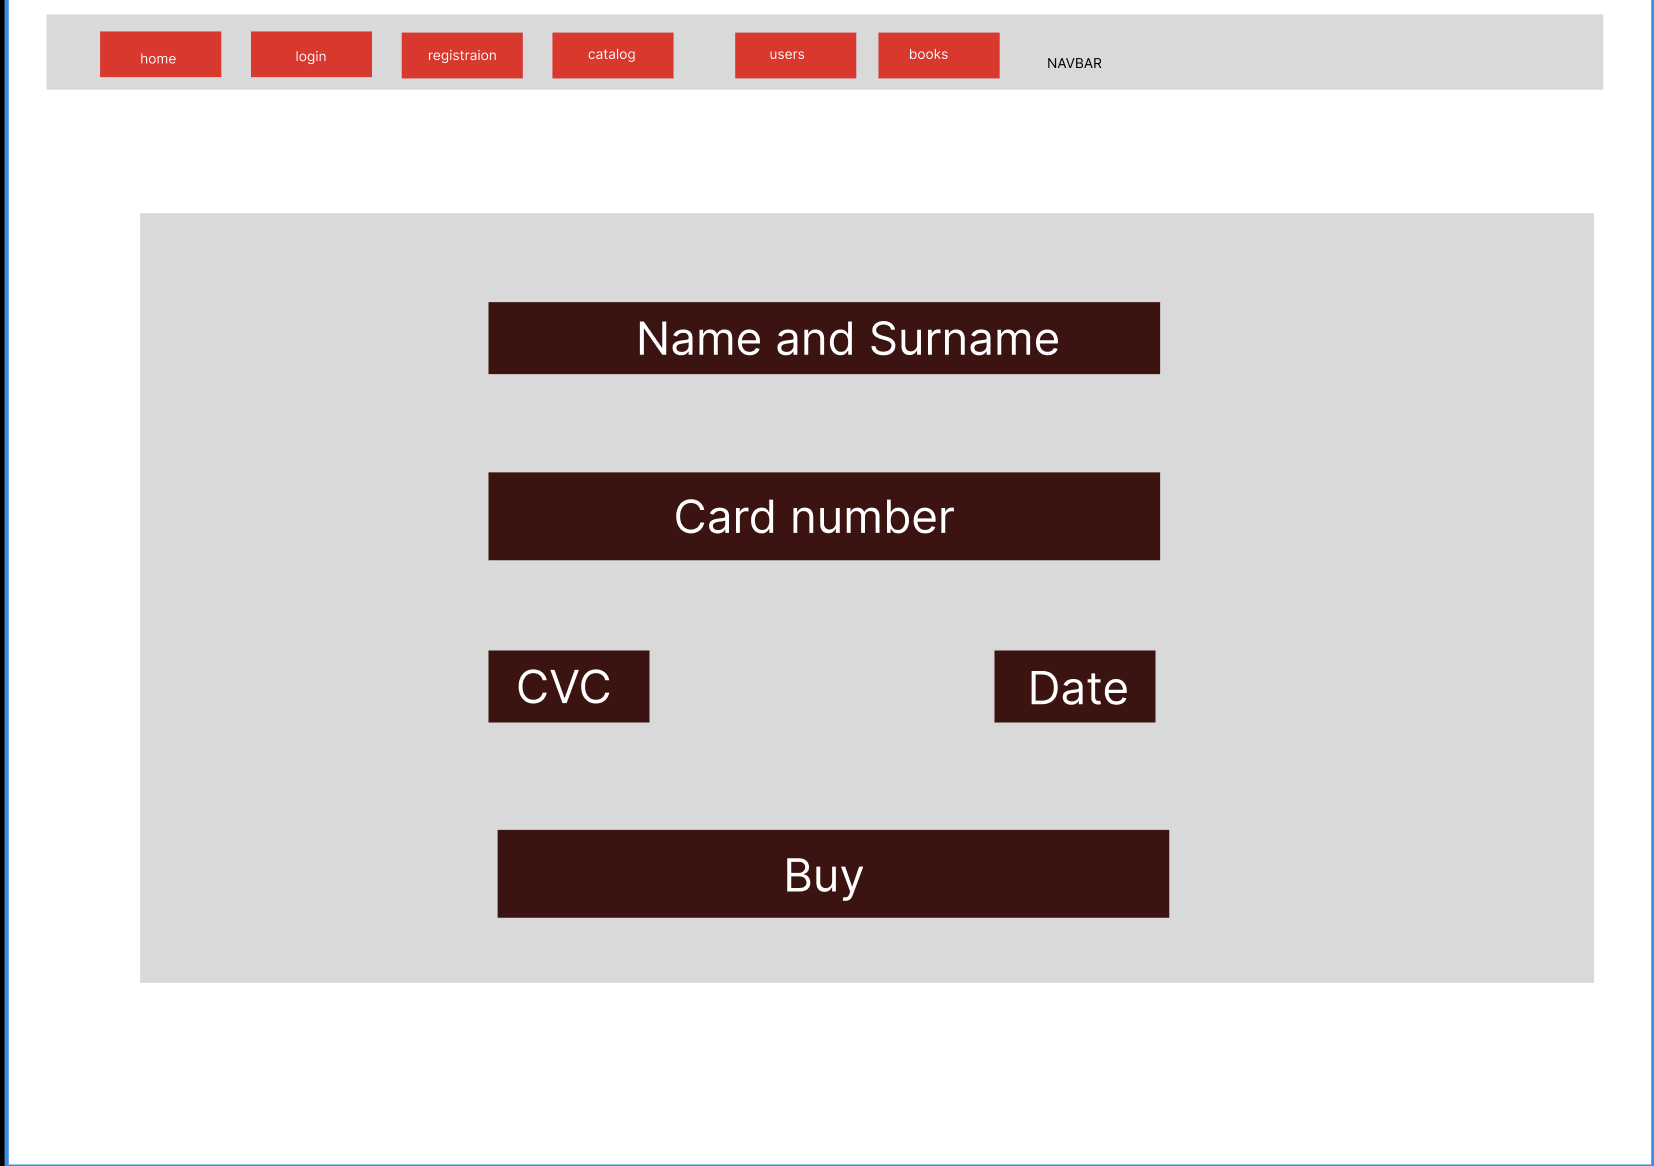 home
login
registraion
catalog
users
books
NAVBAR
Name and Surname
Card number
CVC
Date
Buy